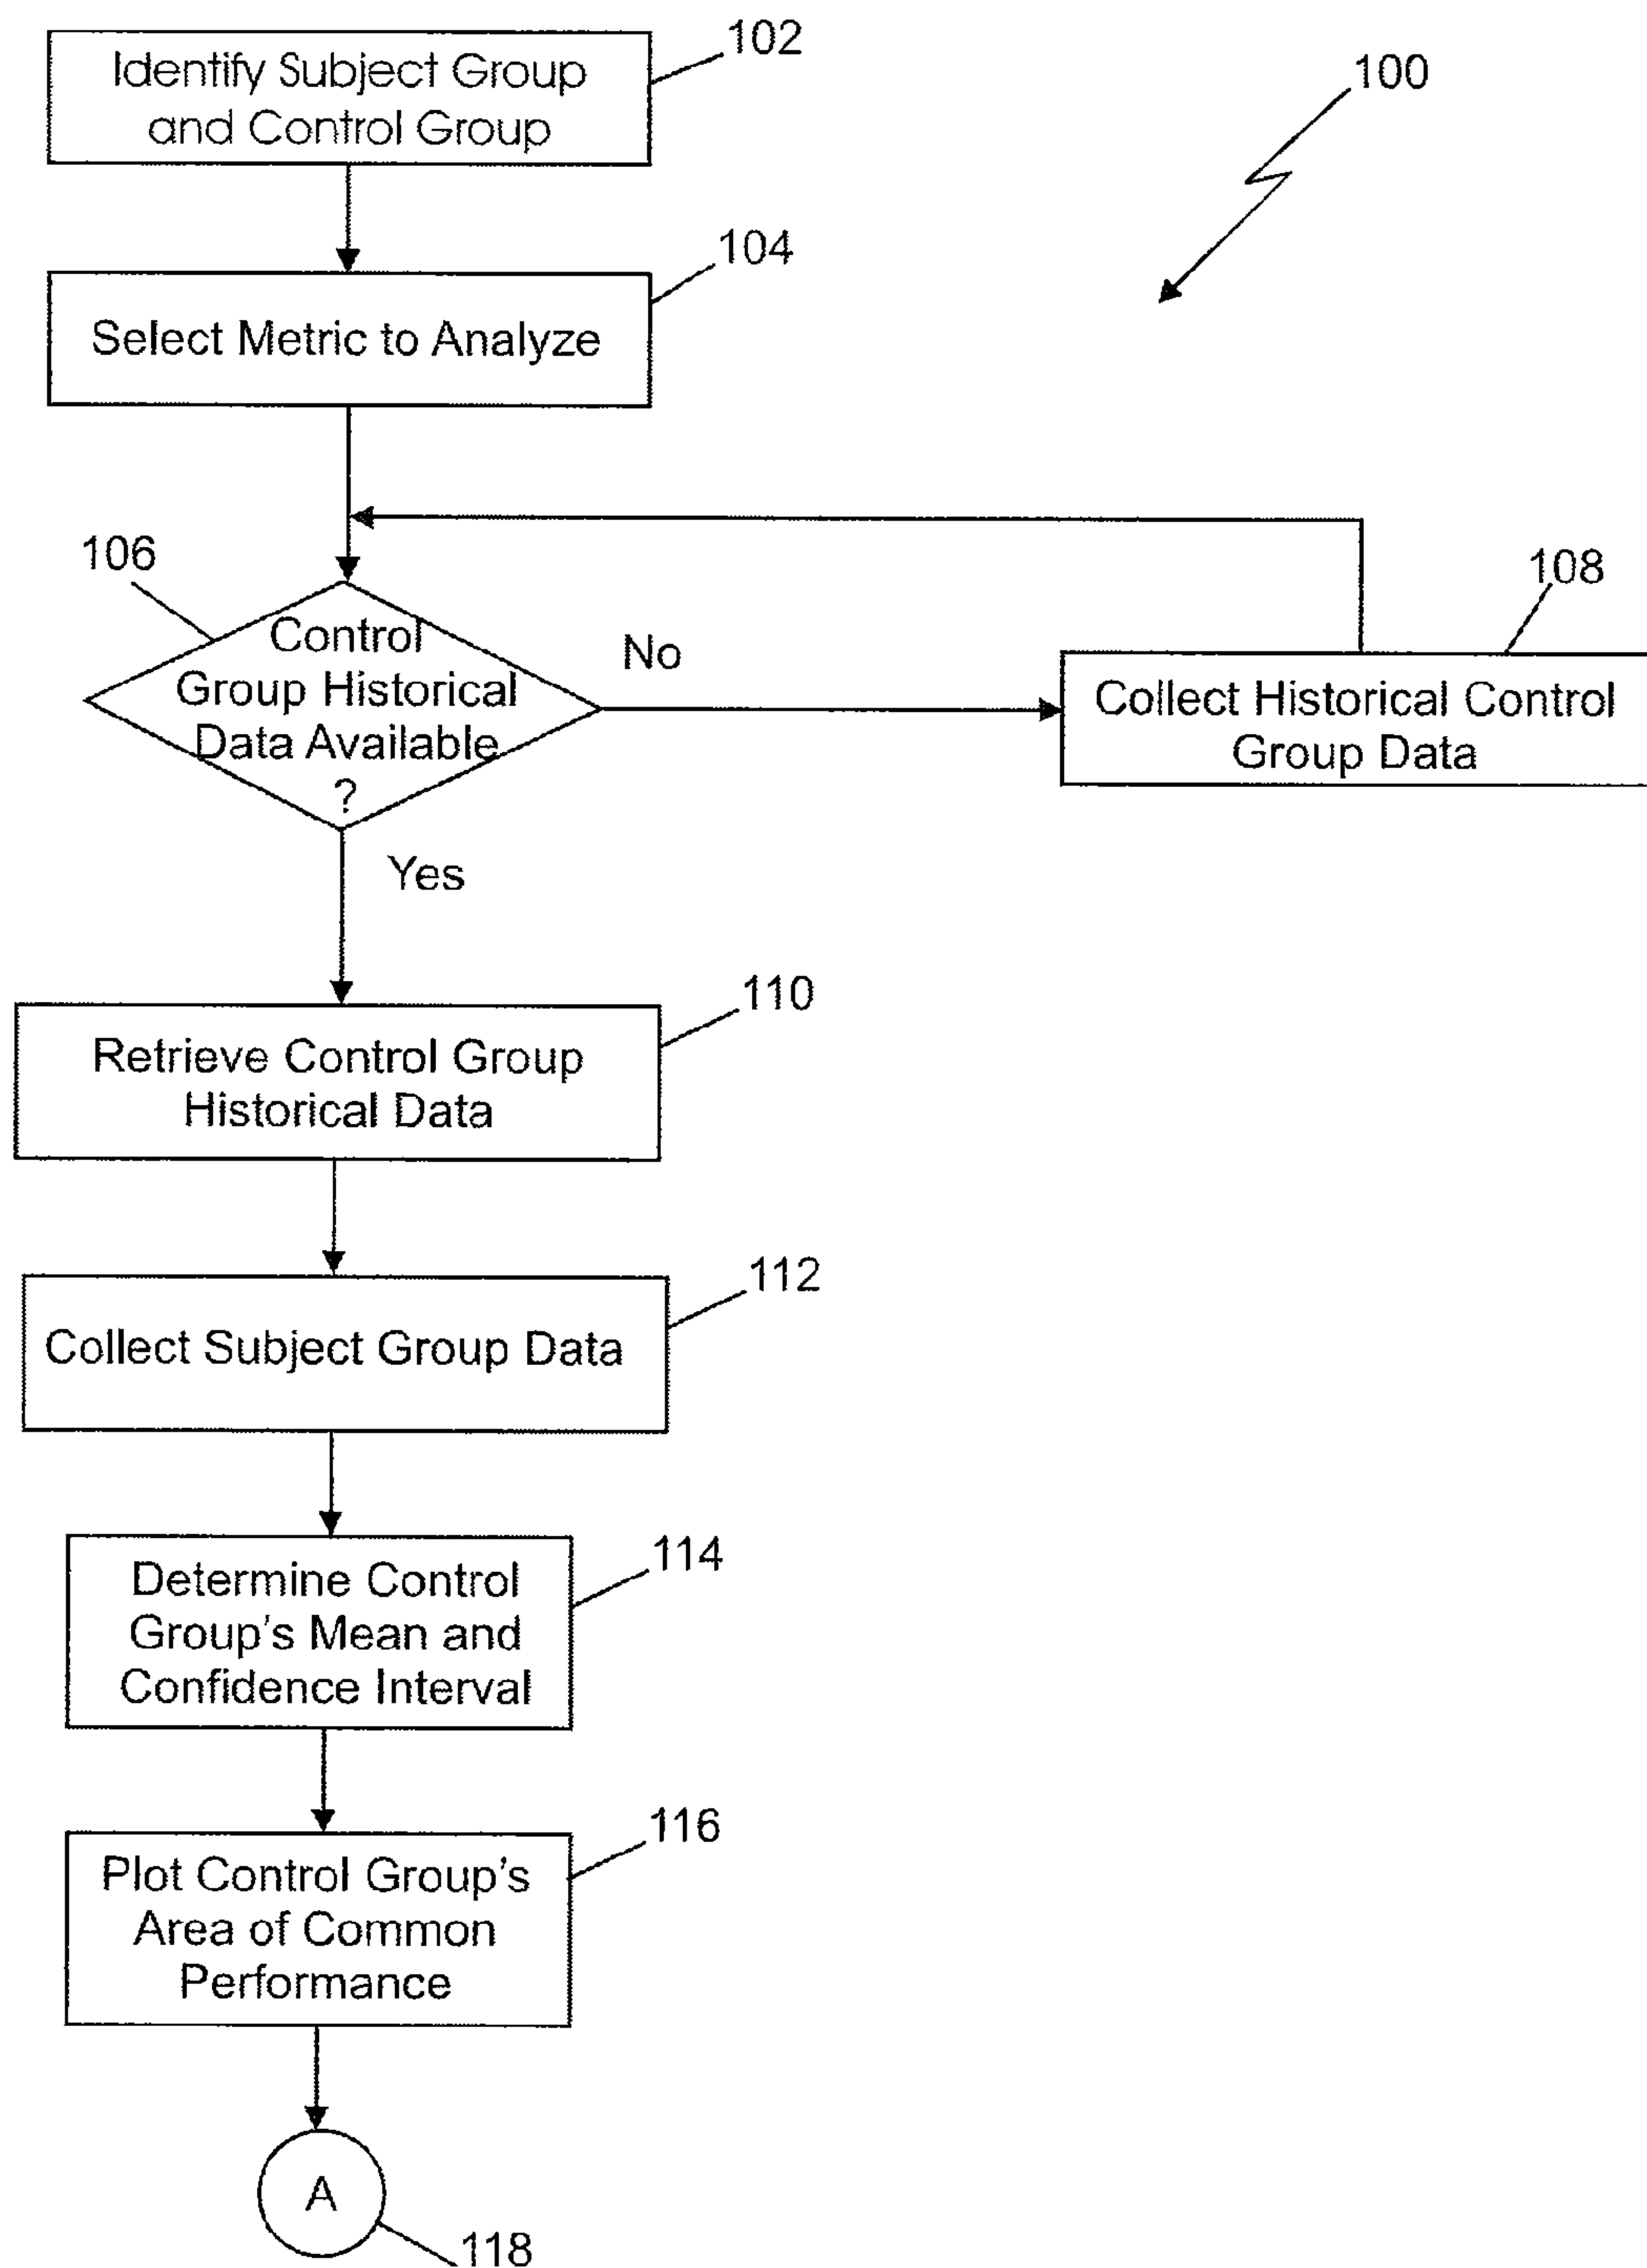 102
Identify Subject Group
and Control Group
100
104
Select Metric to Analyze
106
Control
Group Historical
Data Available
?
No
108
Collect Historical Control
Group Data
Yes
110
Retrieve Control Group
Historical Data
112
Collect Subject Group Data
114
Determine Control
Group's Mean and
Confidence Interval
116
Plot Control Group's
Area of Common
Performance
A
118